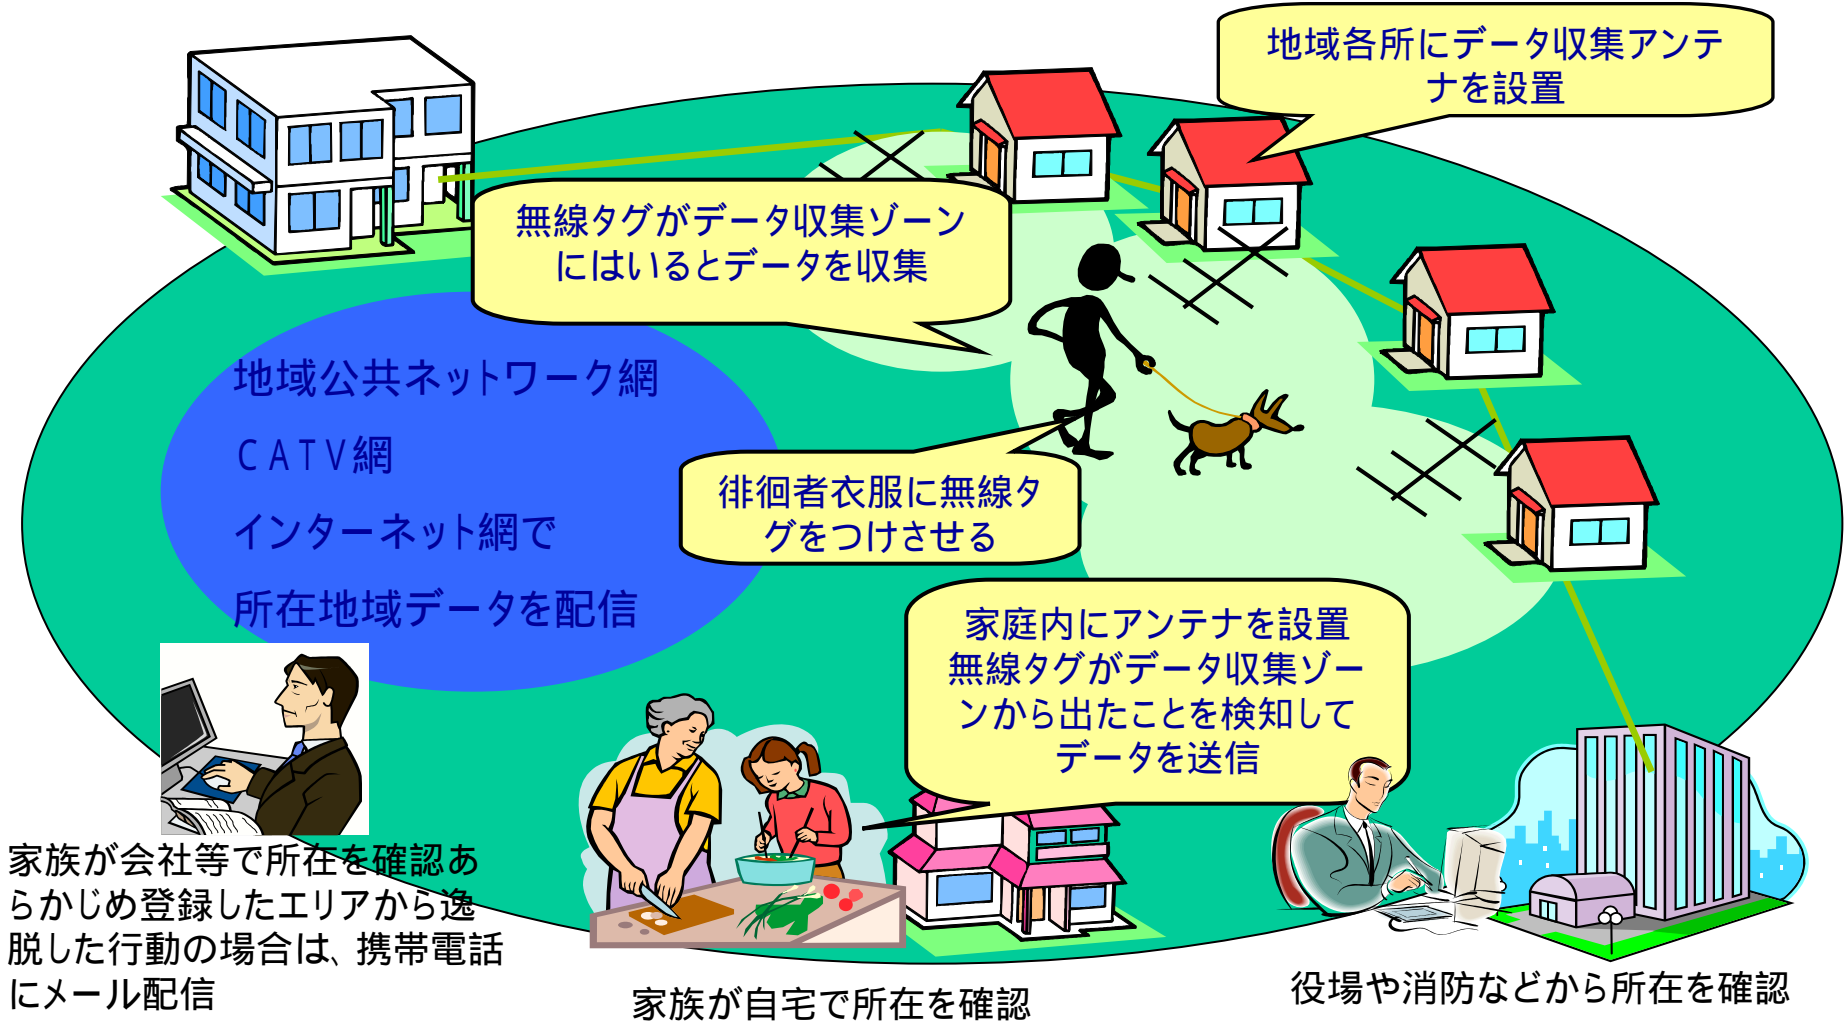 地域各所にデータ収集アンテ
ナを設置
無線タグがデータ収集ゾーン
にはいるとデータを収集
地域公共ネットワーク網
ＣＡＴＶ網
インターネット網で
所在地域データを配信
徘徊者衣服に無線タ
グをつけさせる
家庭内にアンテナを設置
無線タグがデータ収集ゾー
ンから出たことを検知して
データを送信
家族が会社等で所在を確認あ
らかじめ登録したエリアから逸
脱した行動の場合は、携帯電話
にメール配信
家族が自宅で所在を確認
役場や消防などから所在を確認